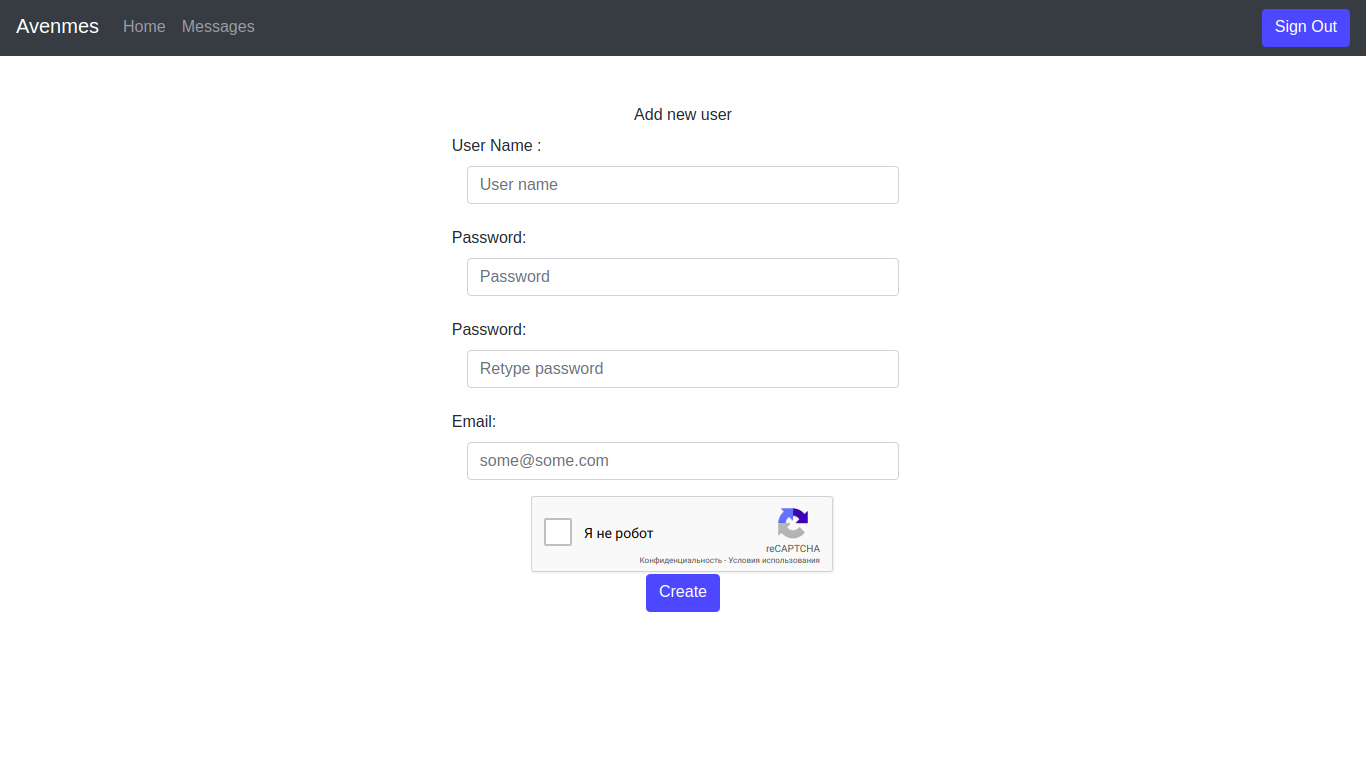 Avenmes Home Messages Sign Out
Add new user
User Name :
User name
Password:
Password
Password:
Retype password
Email:
some@some.com
Я не робот
reCAPTCHA
Конфиденциальность - Условия использования
Create